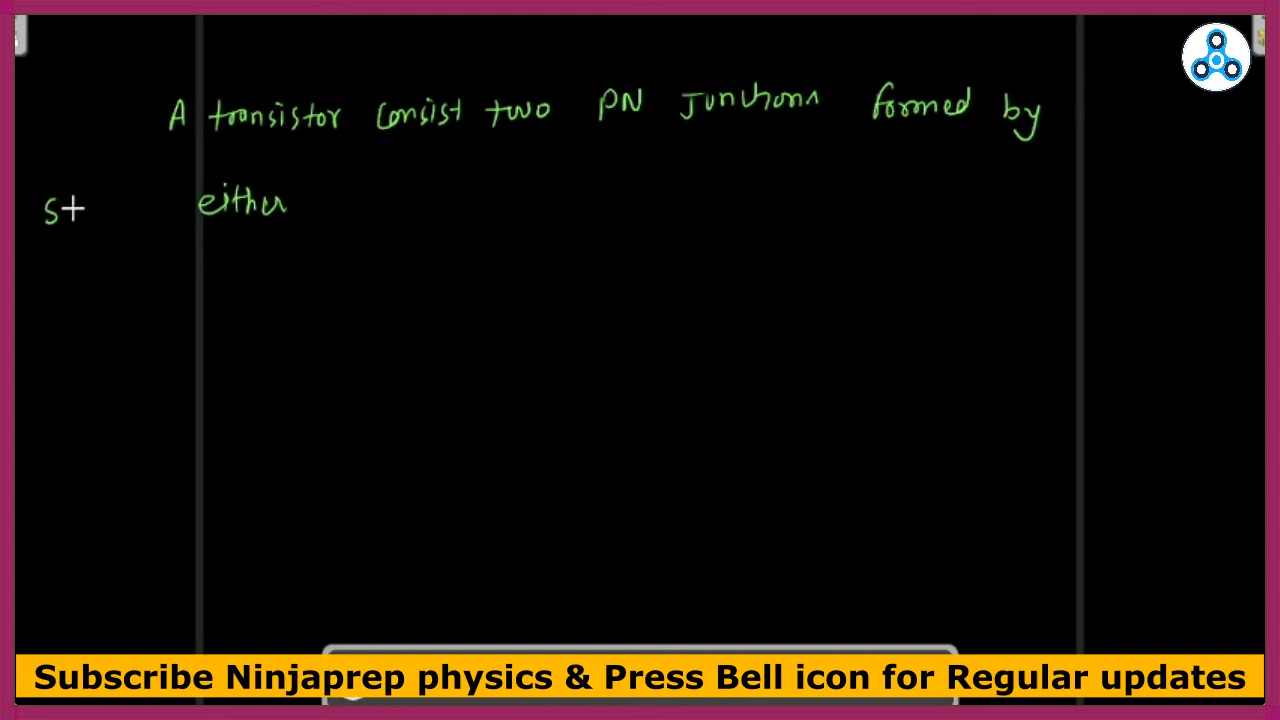 A transistor consist two PN Junctions formed by
S either
Subscribe Ninjaprep physics & Press Bell icon for Regular updates